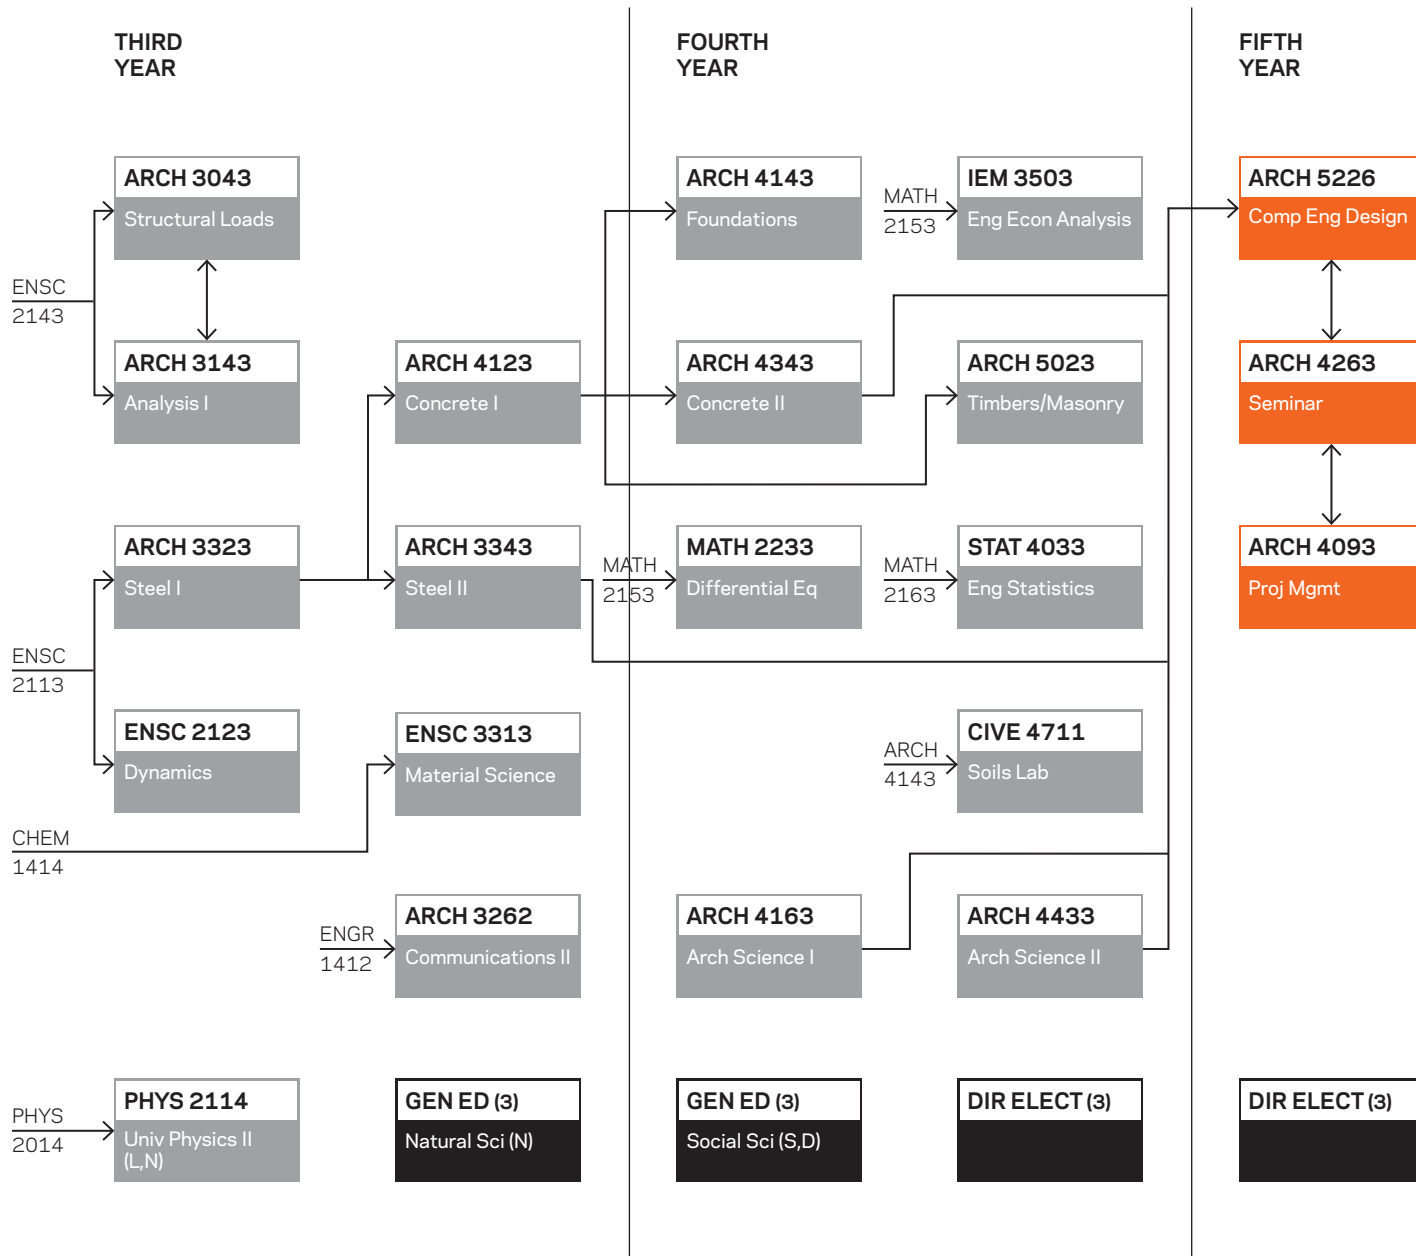 THIRD
YEAR
FOURTH
YEAR
FIFTH
YEAR
ARCH 3043
Structural Loads
ARCH 4143
Foundations
MATH
2153
IEM 3503
Eng Econ Analysis
ARCH 5226
Comp Eng Design
ENSC
2143
ARCH 3143
Analysis I
ARCH 4123
Concrete I
ARCH 4343
Concrete II
ARCH 5023
Timbers/Masonry
ARCH 4263
Seminar
ARCH 3323
Steel I
ARCH 3343
Steel II
MATH
2153
MATH 2233
Differential Eq
MATH
2163
STAT 4033
Eng Statistics
ARCH 4093
Proj Mgmt
ENSC
2113
ENSC 2123
Dynamics
ENSC 3313
Material Science
ARCH
4143
CIVE 4711
Soils Lab
CHEM
1414
ENGR
1412
ARCH 3262
Communications II
ARCH 4163
Arch Science I
ARCH 4433
Arch Science II
PHYS
2014
PHYS 2114
Univ Physics II
(L,N)
GEN ED (3)
Natural Sci (N)
GEN ED (3)
Social Sci (S,D)
DIR ELECT (3)
DIR ELECT (3)